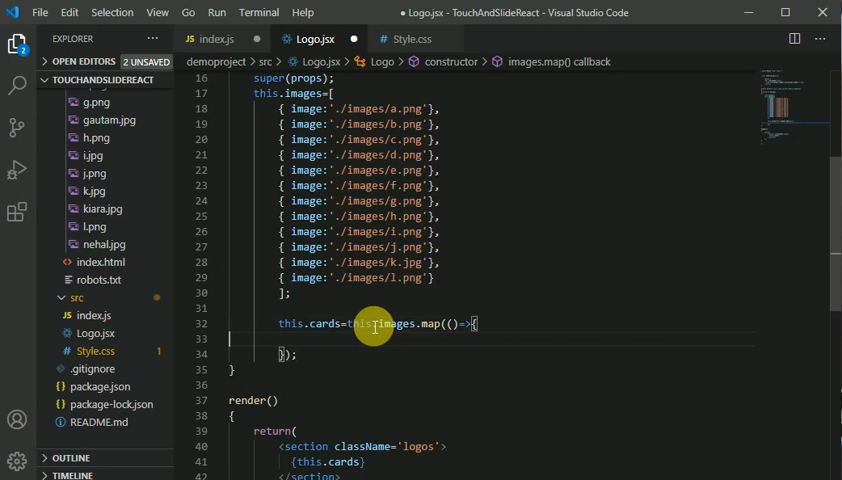 File Edit Selection View Go Run Terminal Help
● Logo.jsx - TouchAndSlideReact - Visual Studio Code
EXPLORER
JS index.js
Logo.jsx
# Style.css
OPEN EDITORS 2 UNSAVED
demoproject > src > Logo.jsx > Logo > constructor > images.map() callback
TOUCHANDSLIDEREACT
g.png
gautam.jpg
h.png
i.jpg
j.png
k.jpg
kiara.jpg
l.png
nehal.jpg
index.html
robots.txt
src
JS index.js
Logo.jsx
# Style.css 1
.gitignore
{} package.json
{} package-lock.json
README.md
OUTLINE
TIMELINE
2
16 super(props);
17 this.images=[
18 { image:'./images/a.png'},
19 { image:'./images/b.png'},
20 { image:'./images/c.png'},
21 { image:'./images/d.png'},
22 { image:'./images/e.png'},
23 { image:'./images/f.png'},
24 { image:'./images/g.png'},
25 { image:'./images/h.png'},
26 { image:'./images/i.png'},
27 { image:'./images/j.png'},
28 { image:'./images/k.jpg'},
29 { image:'./images/l.png'}
30 ];
31
32 this.cards=this.images.map(()=>{
33
34 });
35 }
36
37 render()
38 {
39 return(
40 <section className='logos'>
41 {this.cards}
42 </section>